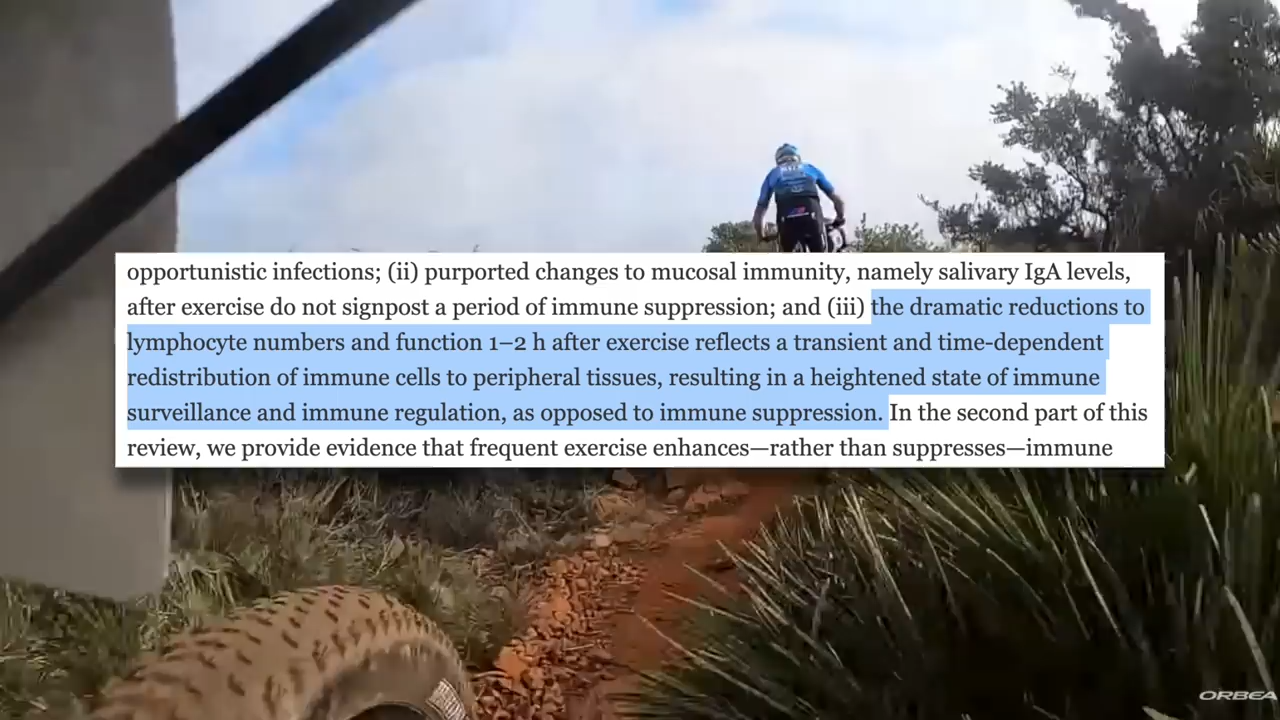 opportunistic infections; (ii) purported changes to mucosal immunity, namely salivary IgA levels,
after exercise do not signpost a period of immune suppression; and (iii) the dramatic reductions to
lymphocyte numbers and function 1–2 h after exercise reflects a transient and time-dependent
redistribution of immune cells to peripheral tissues, resulting in a heightened state of immune
surveillance and immune regulation, as opposed to immune suppression. In the second part of this
review, we provide evidence that frequent exercise enhances—rather than suppresses—immune
ORBEA